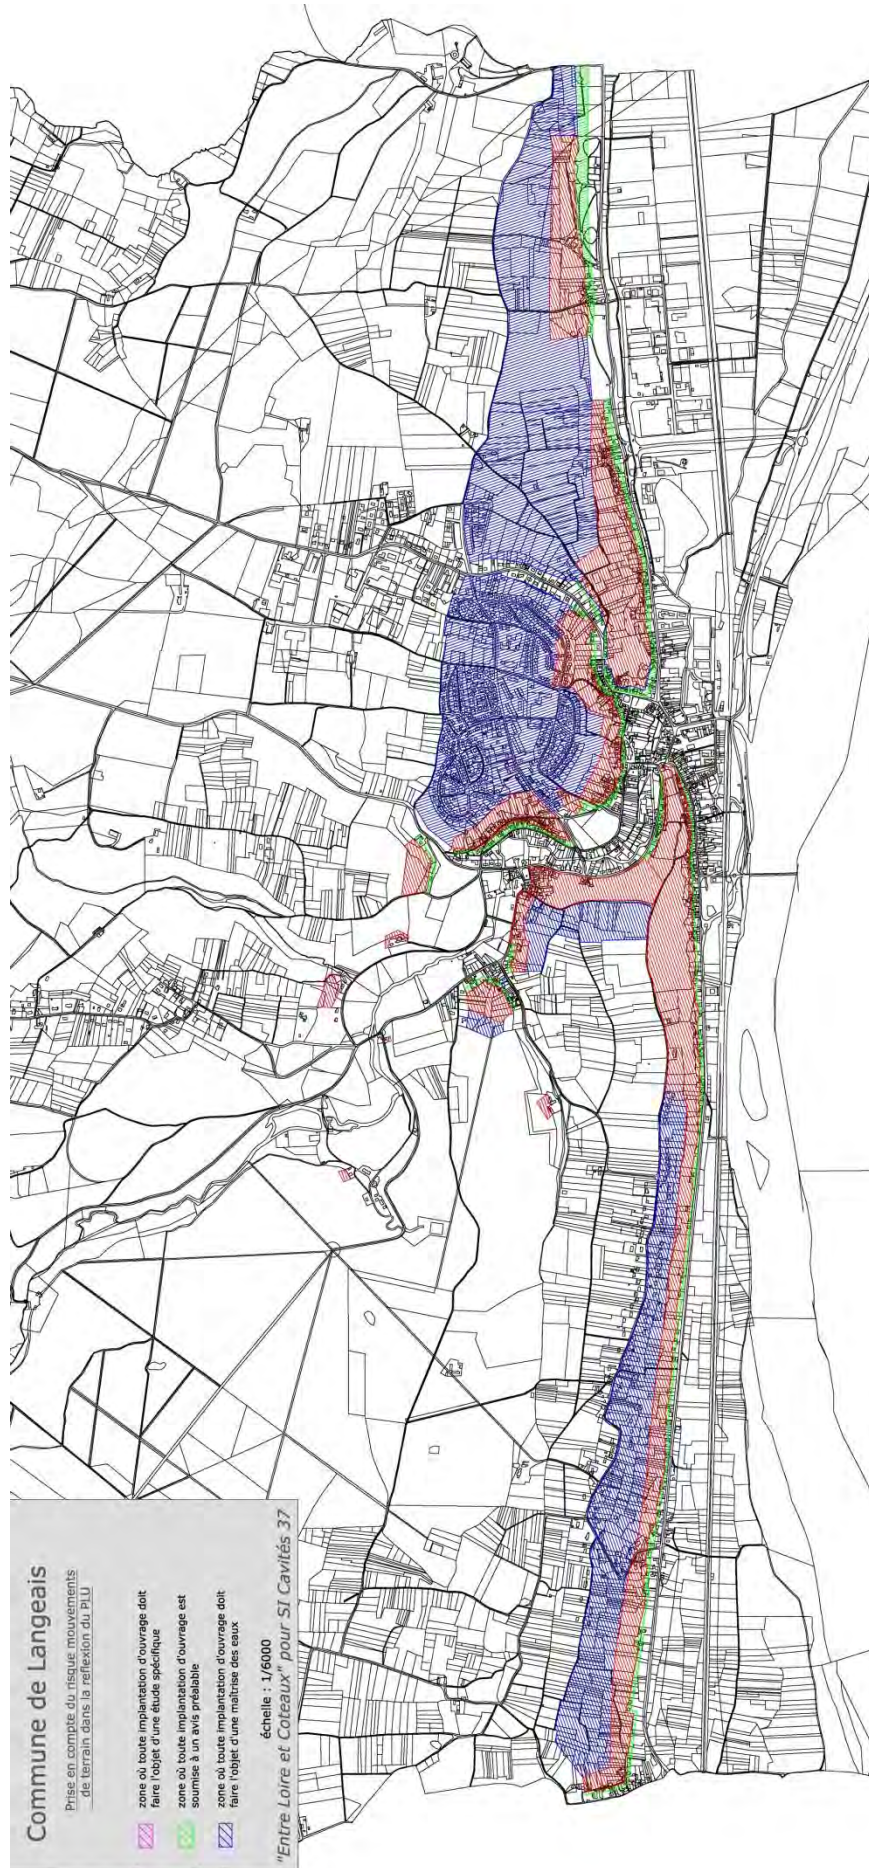 Commune de Langeais
Prise en compte du risque mouvements
de terrain dans la reflexion du PLU
zone où toute implantation d'ouvrage doit
faire l'objet d'une étude spécifique
zone où toute implantation d'ouvrage est
soumise à un avis préalable
zone où toute implantation d'ouvrage doit
faire l'objet d'une maîtrise des eaux
échelle : 1/6000
"Entre Loire et Coteaux" pour SI Cavités 37